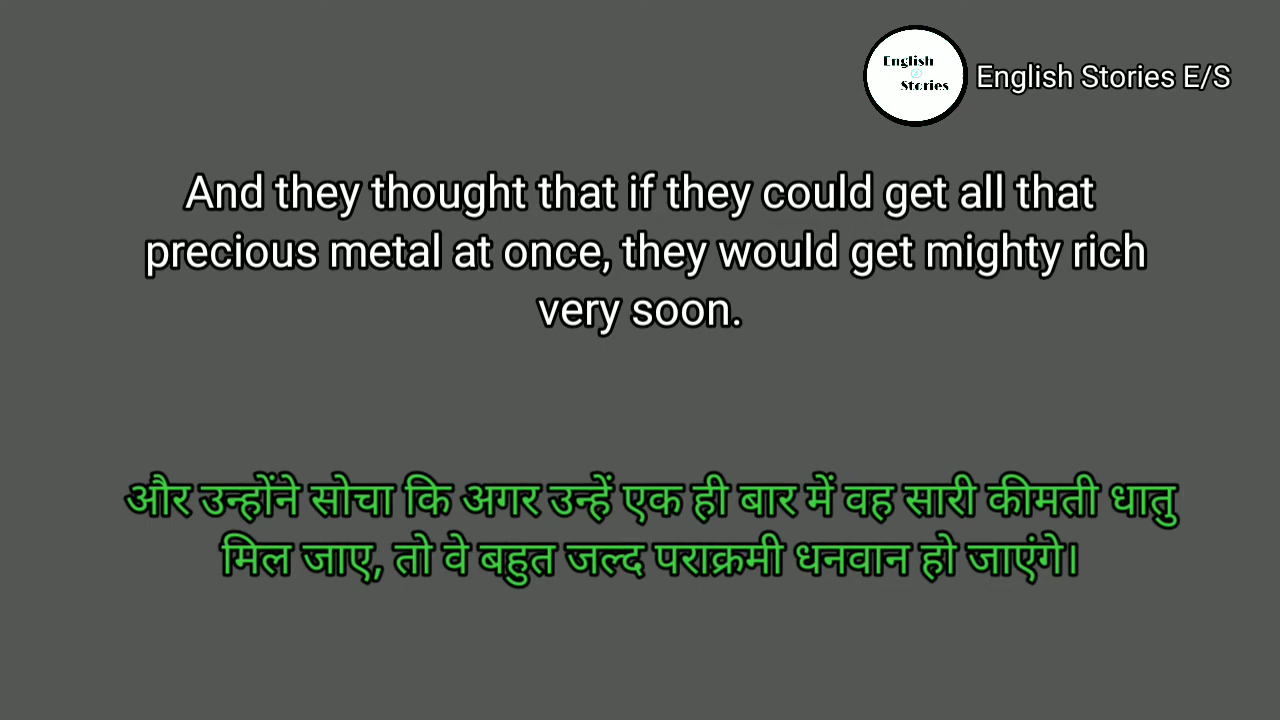 English
Stories
English Stories E/S
And they thought that if they could get all that
precious metal at once, they would get mighty rich
very soon.
और उन्होंने सोचा कि अगर उन्हें एक ही बार में वह सारी कीमती धातु
मिल जाए, तो वे बहुत जल्द पराक्रमी धनवान हो जाएंगे।